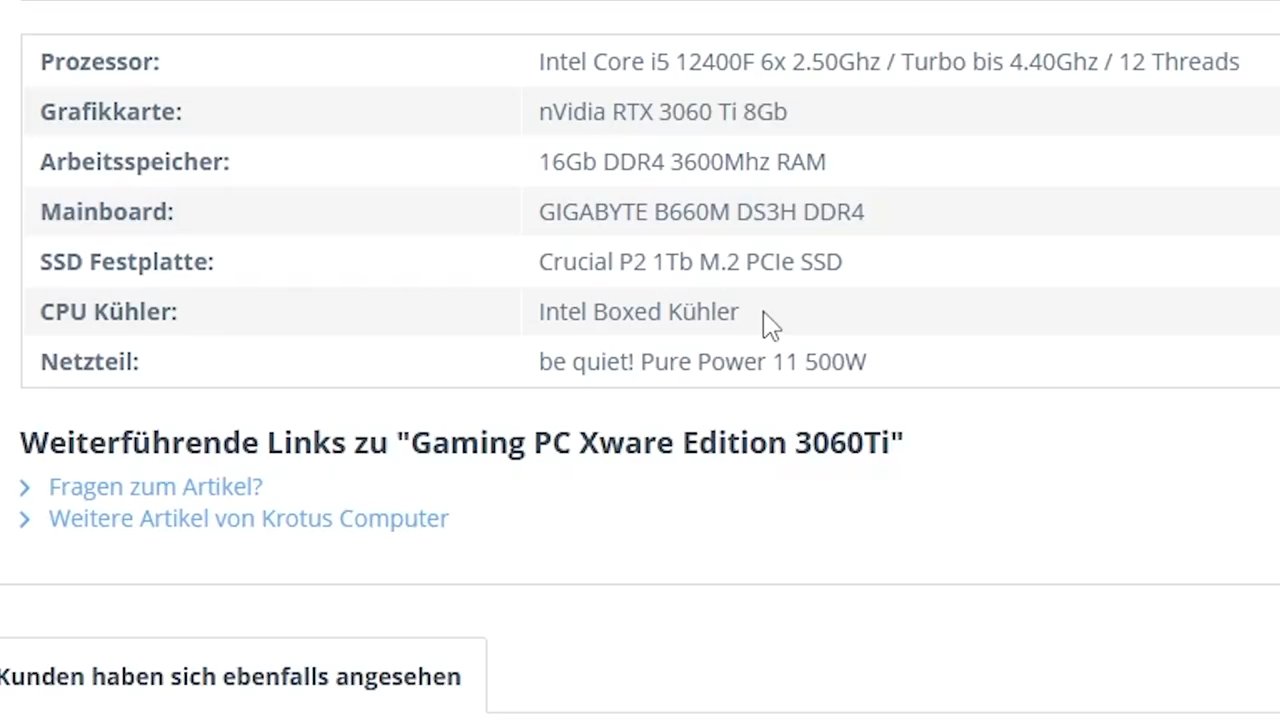 Prozessor: Intel Core i5 12400F 6x 2.50Ghz / Turbo bis 4.40Ghz / 12 Threads
Grafikkarte: nVidia RTX 3060 Ti 8Gb
Arbeitsspeicher: 16Gb DDR4 3600Mhz RAM
Mainboard: GIGABYTE B660M DS3H DDR4
SSD Festplatte: Crucial P2 1Tb M.2 PCIe SSD
CPU Kühler: Intel Boxed Kühler
Netzteil: be quiet! Pure Power 11 500W
Weiterführende Links zu "Gaming PC Xware Edition 3060Ti"
Fragen zum Artikel?
Weitere Artikel von Krotus Computer
Kunden haben sich ebenfalls angesehen